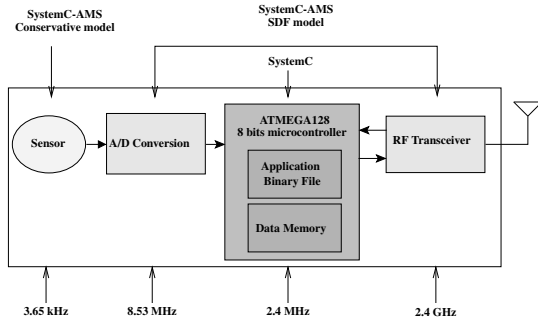 SystemC-AMS
Conservative model
SystemC-AMS
SDF model
SystemC
Sensor
A/D Conversion
ATMEGA128
8 bits microcontroller
Application
Binary File
Data Memory
RF Transceiver
3.65 kHz
8.53 MHz
2.4 MHz
2.4 GHz